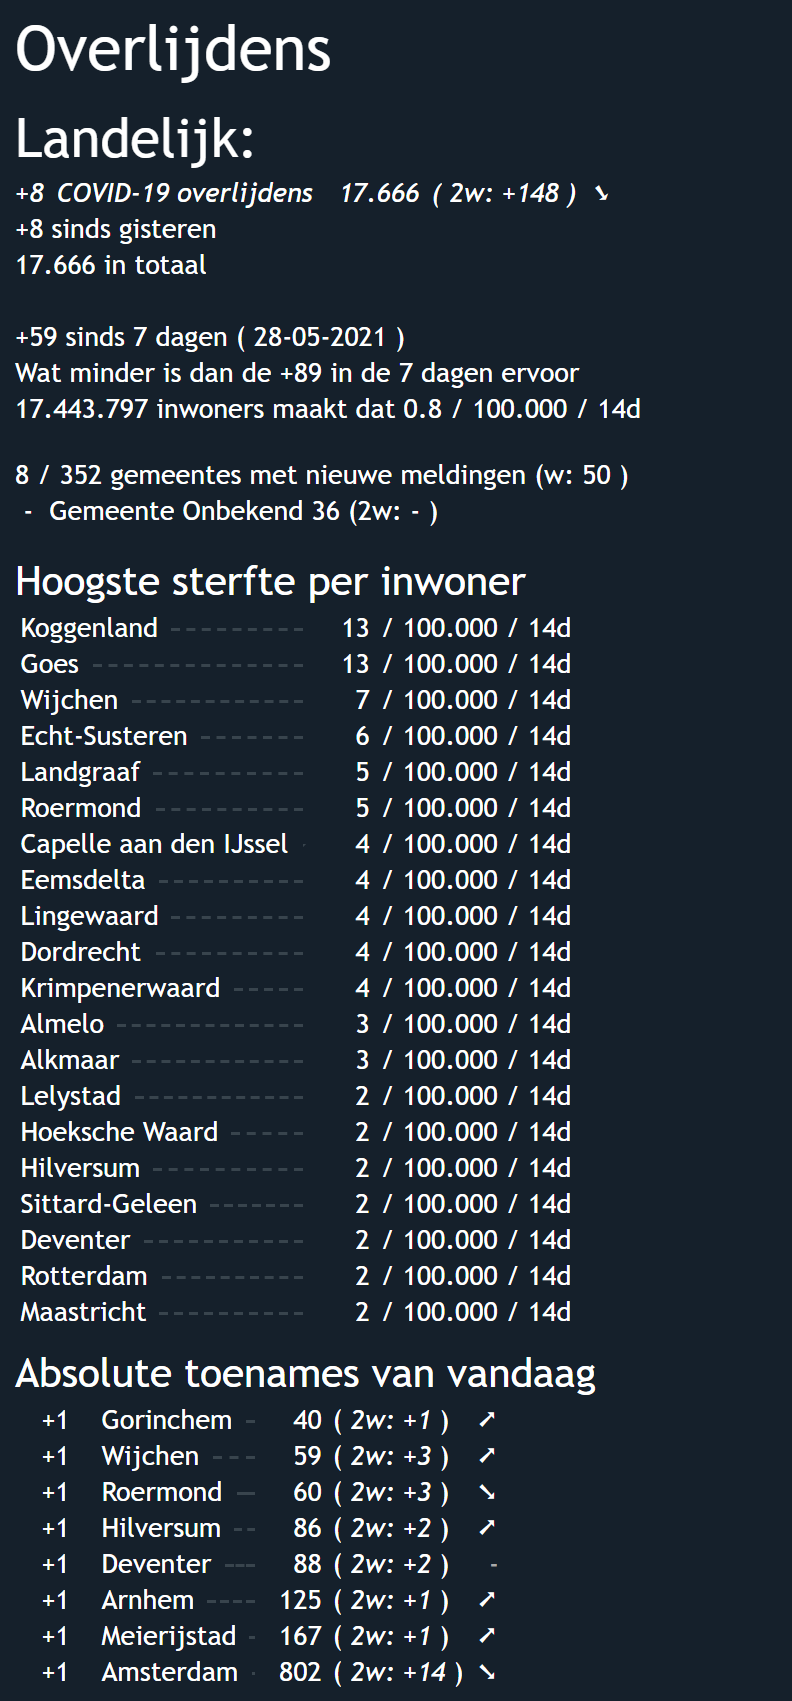 Overlijdens
Landelijk:
+8 COVID-19 overlijdens 17.666 ( 2w: +148 ) ➘
+8 sinds gisteren
17.666 in totaal
+59 sinds 7 dagen ( 28-05-2021 )
Wat minder is dan de +89 in de 7 dagen ervoor
17.443.797 inwoners maakt dat 0.8 / 100.000 / 14d
8 / 352 gemeentes met nieuwe meldingen (w: 50 )
- Gemeente Onbekend 36 (2w: - )
Hoogste sterfte per inwoner
Koggenland --------- 13 / 100.000 / 14d
Goes -------------- 13 / 100.000 / 14d
Wijchen ----------- 7 / 100.000 / 14d
Echt-Susteren ------- 6 / 100.000 / 14d
Landgraaf ---------- 5 / 100.000 / 14d
Roermond ---------- 5 / 100.000 / 14d
Capelle aan den IJssel - 4 / 100.000 / 14d
Eemsdelta ---------- 4 / 100.000 / 14d
Lingewaard --------- 4 / 100.000 / 14d
Dordrecht ---------- 4 / 100.000 / 14d
Krimpenerwaard ----- 4 / 100.000 / 14d
Almelo ------------ 3 / 100.000 / 14d
Alkmaar ----------- 3 / 100.000 / 14d
Lelystad ----------- 2 / 100.000 / 14d
Hoeksche Waard ----- 2 / 100.000 / 14d
Hilversum ---------- 2 / 100.000 / 14d
Sittard-Geleen ------ 2 / 100.000 / 14d
Deventer ---------- 2 / 100.000 / 14d
Rotterdam --------- 2 / 100.000 / 14d
Maastricht ---------- 2 / 100.000 / 14d
Absolute toenames van vandaag
+1 Gorinchem - 40 ( 2w: +1 ) ➚
+1 Wijchen --- 59 ( 2w: +3 ) ➚
+1 Roermond -- 60 ( 2w: +3 ) ➘
+1 Hilversum -- 86 ( 2w: +2 ) ➚
+1 Deventer --- 88 ( 2w: +2 ) -
+1 Arnhem ---- 125 ( 2w: +1 ) ➚
+1 Meierijstad - 167 ( 2w: +1 ) ➚
+1 Amsterdam - 802 ( 2w: +14 ) ➘